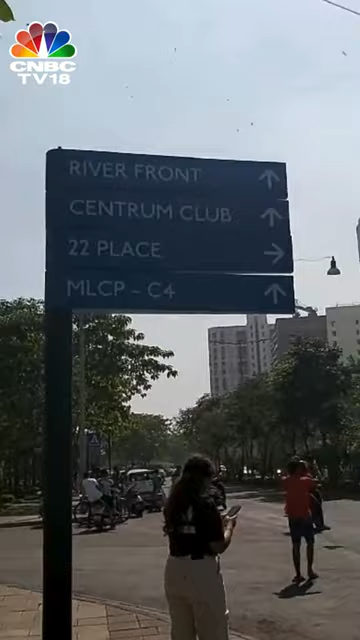 CNBC
TV18
RIVER FRONT ↑
CENTRUM CLUB ↑
22 PLACE →
MLCP - C4 ↑